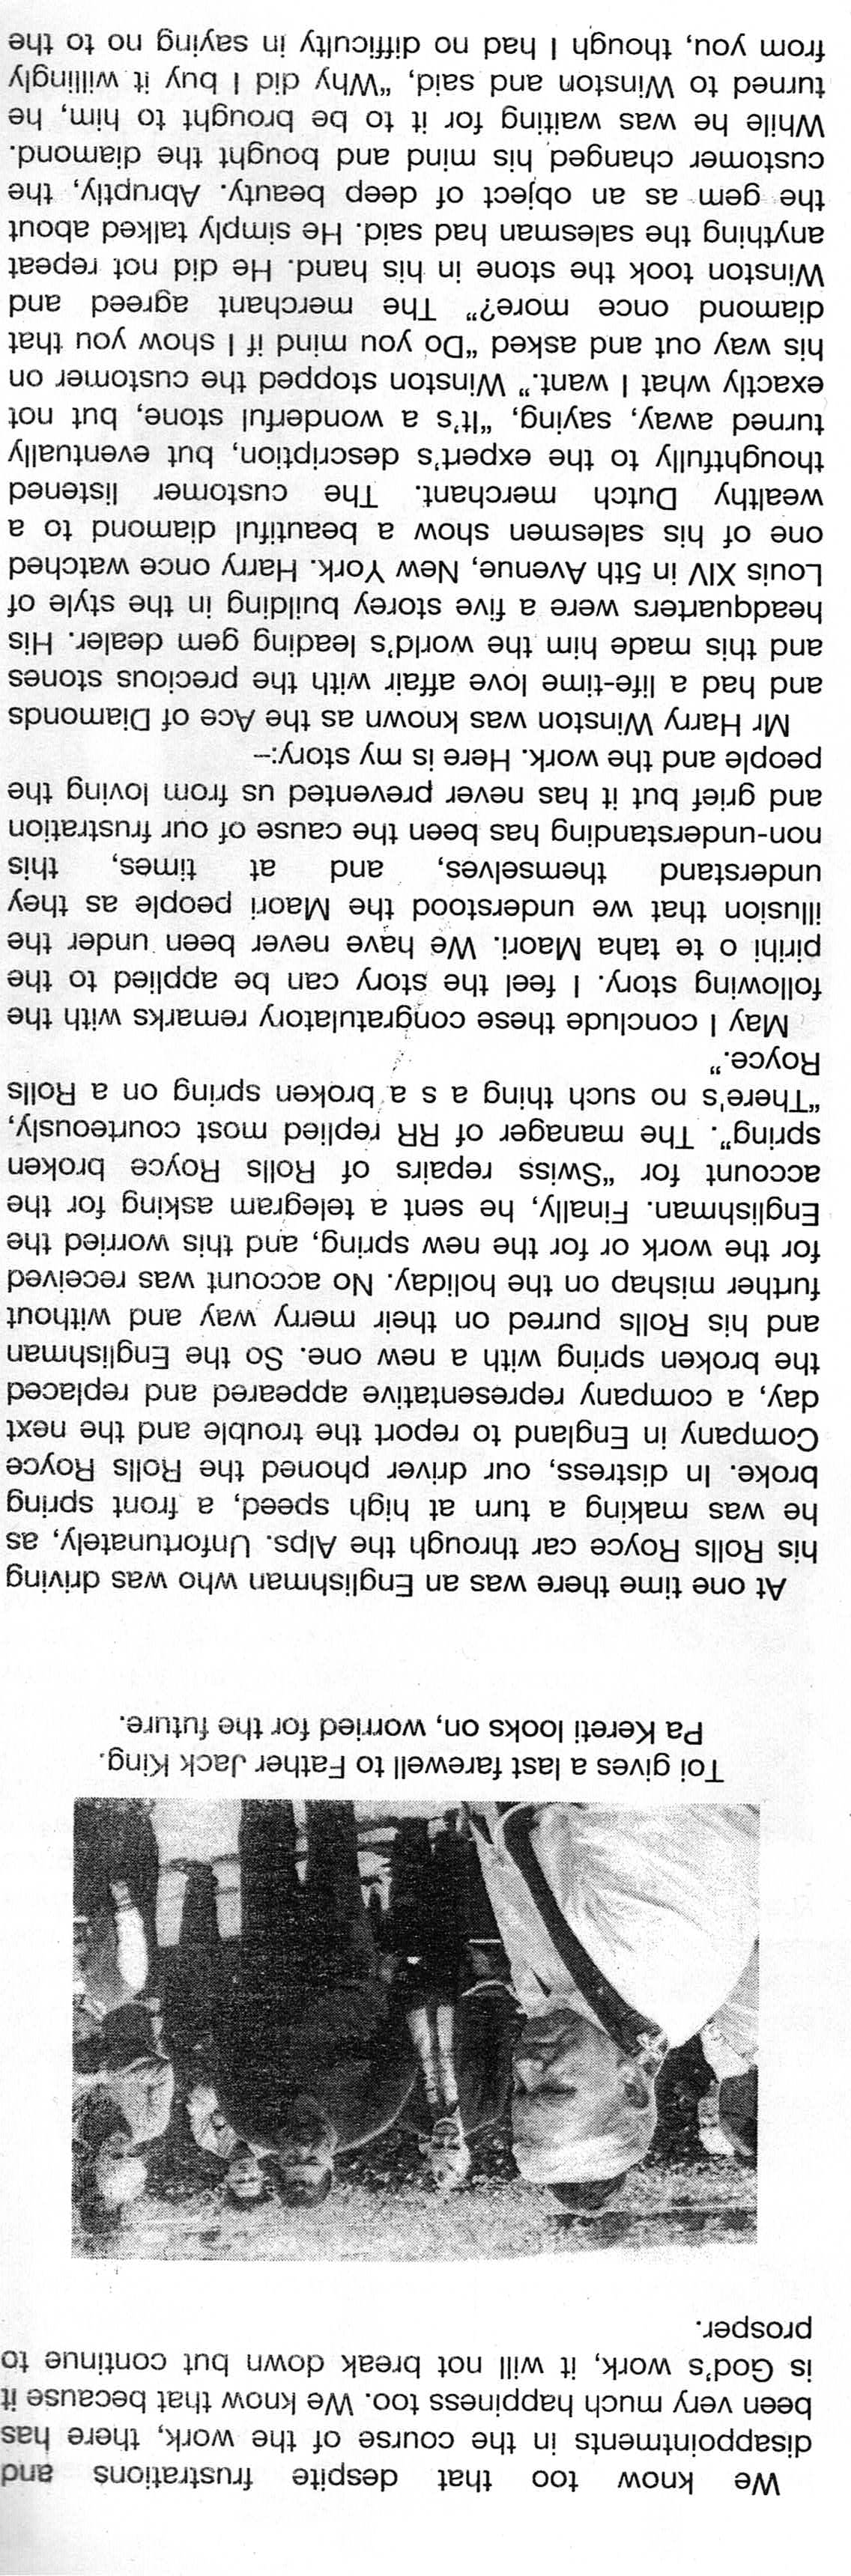 We know too that despite frustrations and
disappointments in the course of the work, there has
been very much happiness too. We know that because it
is God's work, it will not break down but continue to
prosper.
Toi gives a last farewell to Father Jack King.
Pa Kereti looks on, worried for the future.
At one time there was an Englishman who was driving
his Rolls Royce car through the Alps. Unfortunately, as
he was making a turn at high speed, a front spring
broke. In distress, our driver phoned the Rolls Royce
Company in England to report the trouble and the next
day, a company representative appeared and replaced
the broken spring with a new one. So the Englishman
and his Rolls purred on their merry way and without
further mishap on the holiday. No account was received
for the work or for the new spring, and this worried the
Englishman. Finally, he sent a telegram asking for the
account for “Swiss repairs of Rolls Royce broken
spring”. The manager of RR replied most courteously,
“There's no such thing a s a broken spring on a Rolls
Royce.”
May I conclude these congratulatory remarks with the
following story. I feel the story can be applied to the
pirihi o te taha Maori. We have never been under the
illusion that we understood the Maori people as they
understand themselves, and at times, this
non-understanding has been the cause of our frustration
and grief but it has never prevented us from loving the
people and the work. Here is my story:–
Mr Harry Winston was known as the Ace of Diamonds
and had a life-time love affair with the precious stones
and this made him the world's leading gem dealer. His
headquarters were a five storey building in the style of
Louis XIV in 5th Avenue, New York. Harry once watched
one of his salesmen show a beautiful diamond to a
wealthy Dutch merchant. The customer listened
thoughtfully to the expert's description, but eventually
turned away, saying, “It's a wonderful stone, but not
exactly what I want.” Winston stopped the customer on
his way out and asked “Do you mind if I show you that
diamond once more?” The merchant agreed and
Winston took the stone in his hand. He did not repeat
anything the salesman had said. He simply talked about
the gem as an object of deep beauty. Abruptly, the
customer changed his mind and bought the diamond.
While he was waiting for it to be brought to him, he
turned to Winston and said, “Why did I buy it willingly
from you, though I had no difficulty in saying no to the